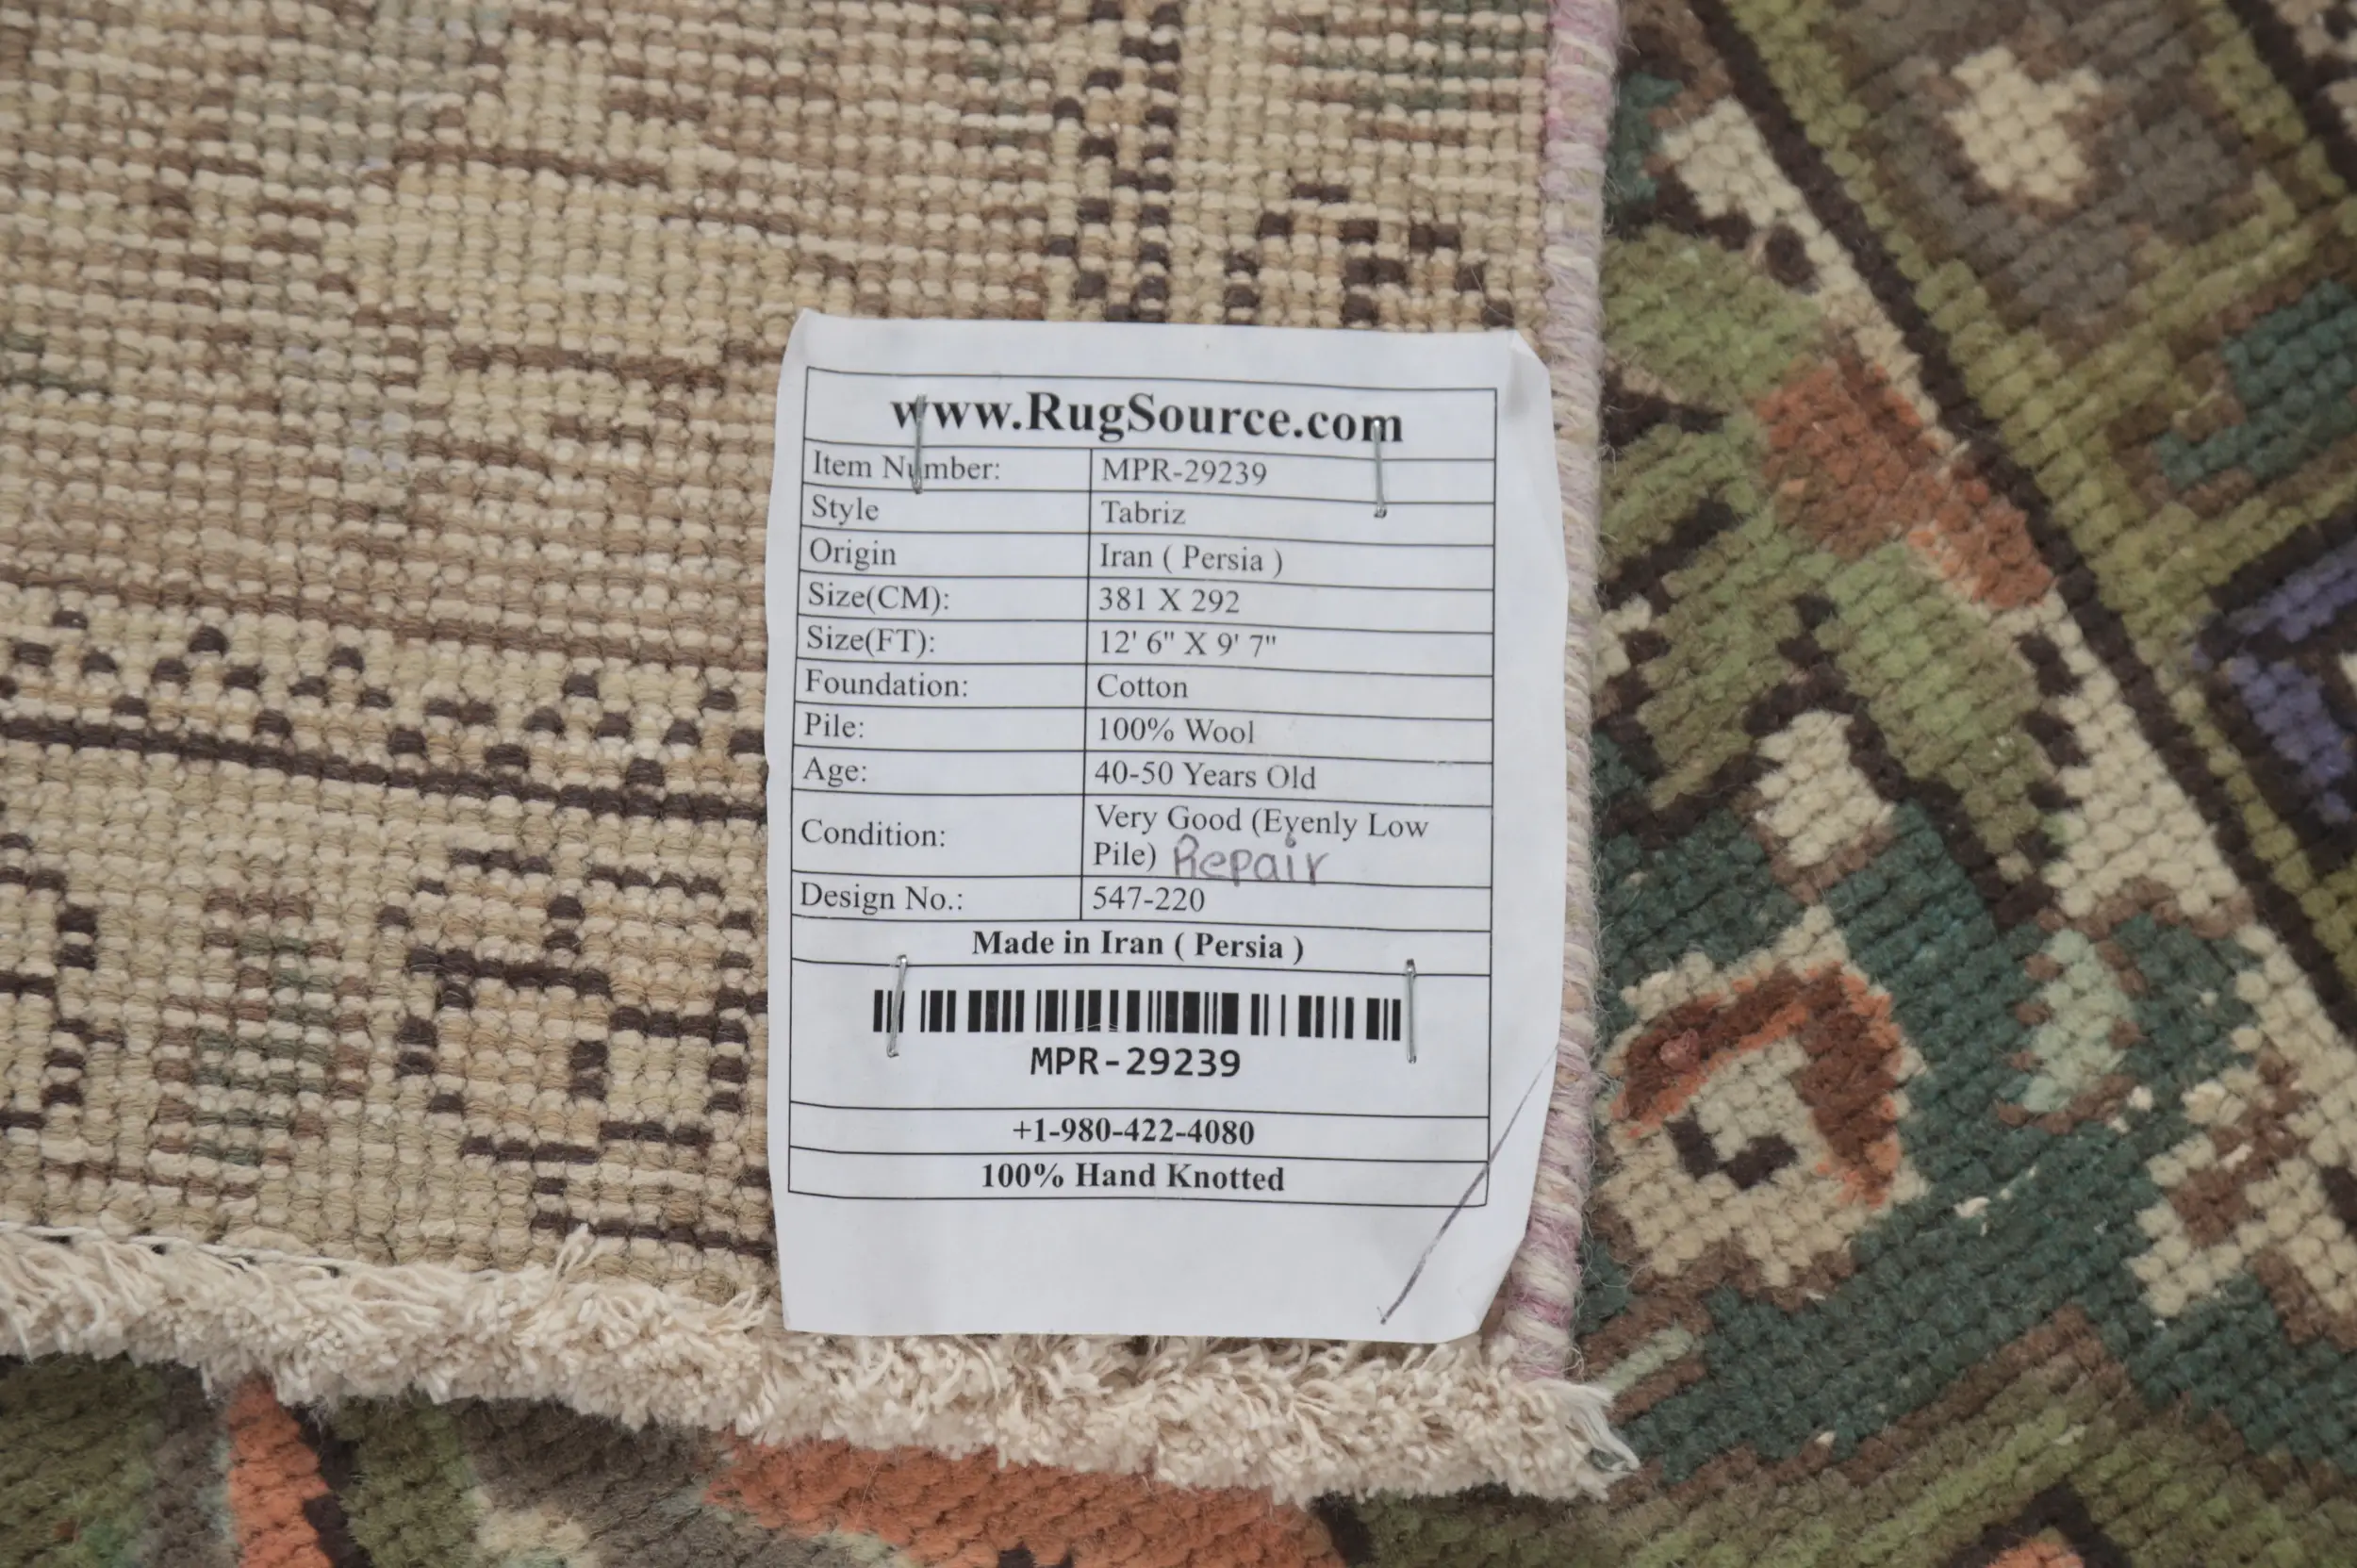 www.RugSource.com
Item Number: MPR-29239
Style Tabriz
Origin Iran ( Persia )
Size(CM): 381 X 292
Size(FT): 12' 6" X 9' 7"
Foundation: Cotton
Pile: 100% Wool
Age: 40-50 Years Old
Condition: Very Good (Evenly Low
Pile) Repair
Design No.: 547-220
Made in Iran ( Persia )
MPR-29239
+1-980-422-4080
100% Hand Knotted